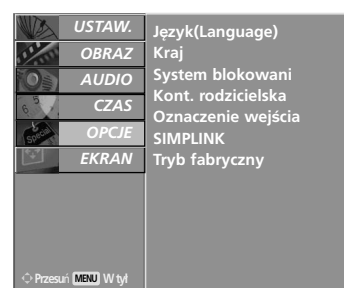 USTAW.
OBRAZ
AUDIO
CZAS
OPCJE
EKRAN
Język(Language)
Kraj
System blokowani
Kont. rodzicielska
Oznaczenie wejścia
SIMPLINK
Tryb fabryczny
Przesuń MENU W tył